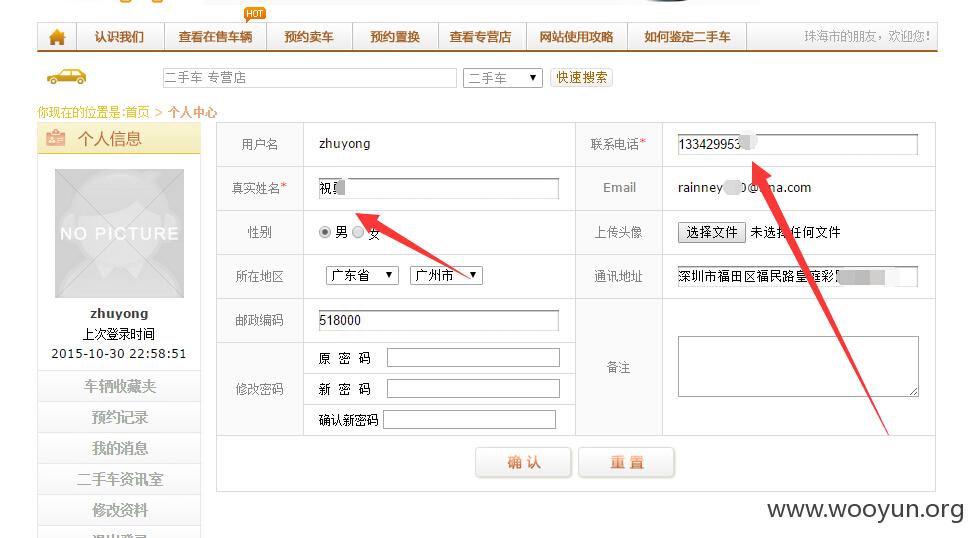 HOT
认识我们 查看在售车辆 预约卖车 预约置换 查看专营店 网站使用攻略 如何鉴定二手车 珠海市的朋友，欢迎您！
二手车 专营店 二手车 快速搜索
你现在的位置是:首页 > 个人中心
个人信息
NO PICTURE
zhuyong
上次登录时间
2015-10-30 22:58:51
车辆收藏夹
预约记录
我的消息
二手车资讯室
修改资料
退出登录
用户名 zhuyong 联系电话* 133429953
真实姓名* 祝 Email rainney 0@ina.com
性别 男 女 上传头像 选择文件 未选择任何文件
所在地区 广东省 广州市 通讯地址 深圳市福田区福民路皇庭彩
邮政编码 518000 备注
修改密码 原 密 码
新 密 码
确认新密码
确 认 重 置
www.wooyun.org